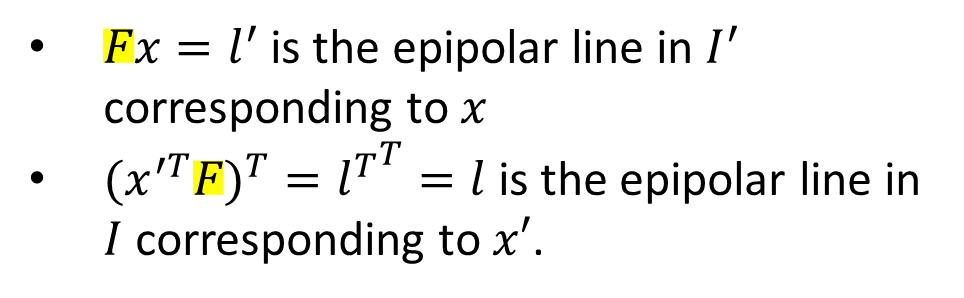 • Fx = l′ is the epipolar line in I′
corresponding to x
• (x′ᵀF)ᵀ = lᵀᵀ = l is the epipolar line in
I corresponding to x′.